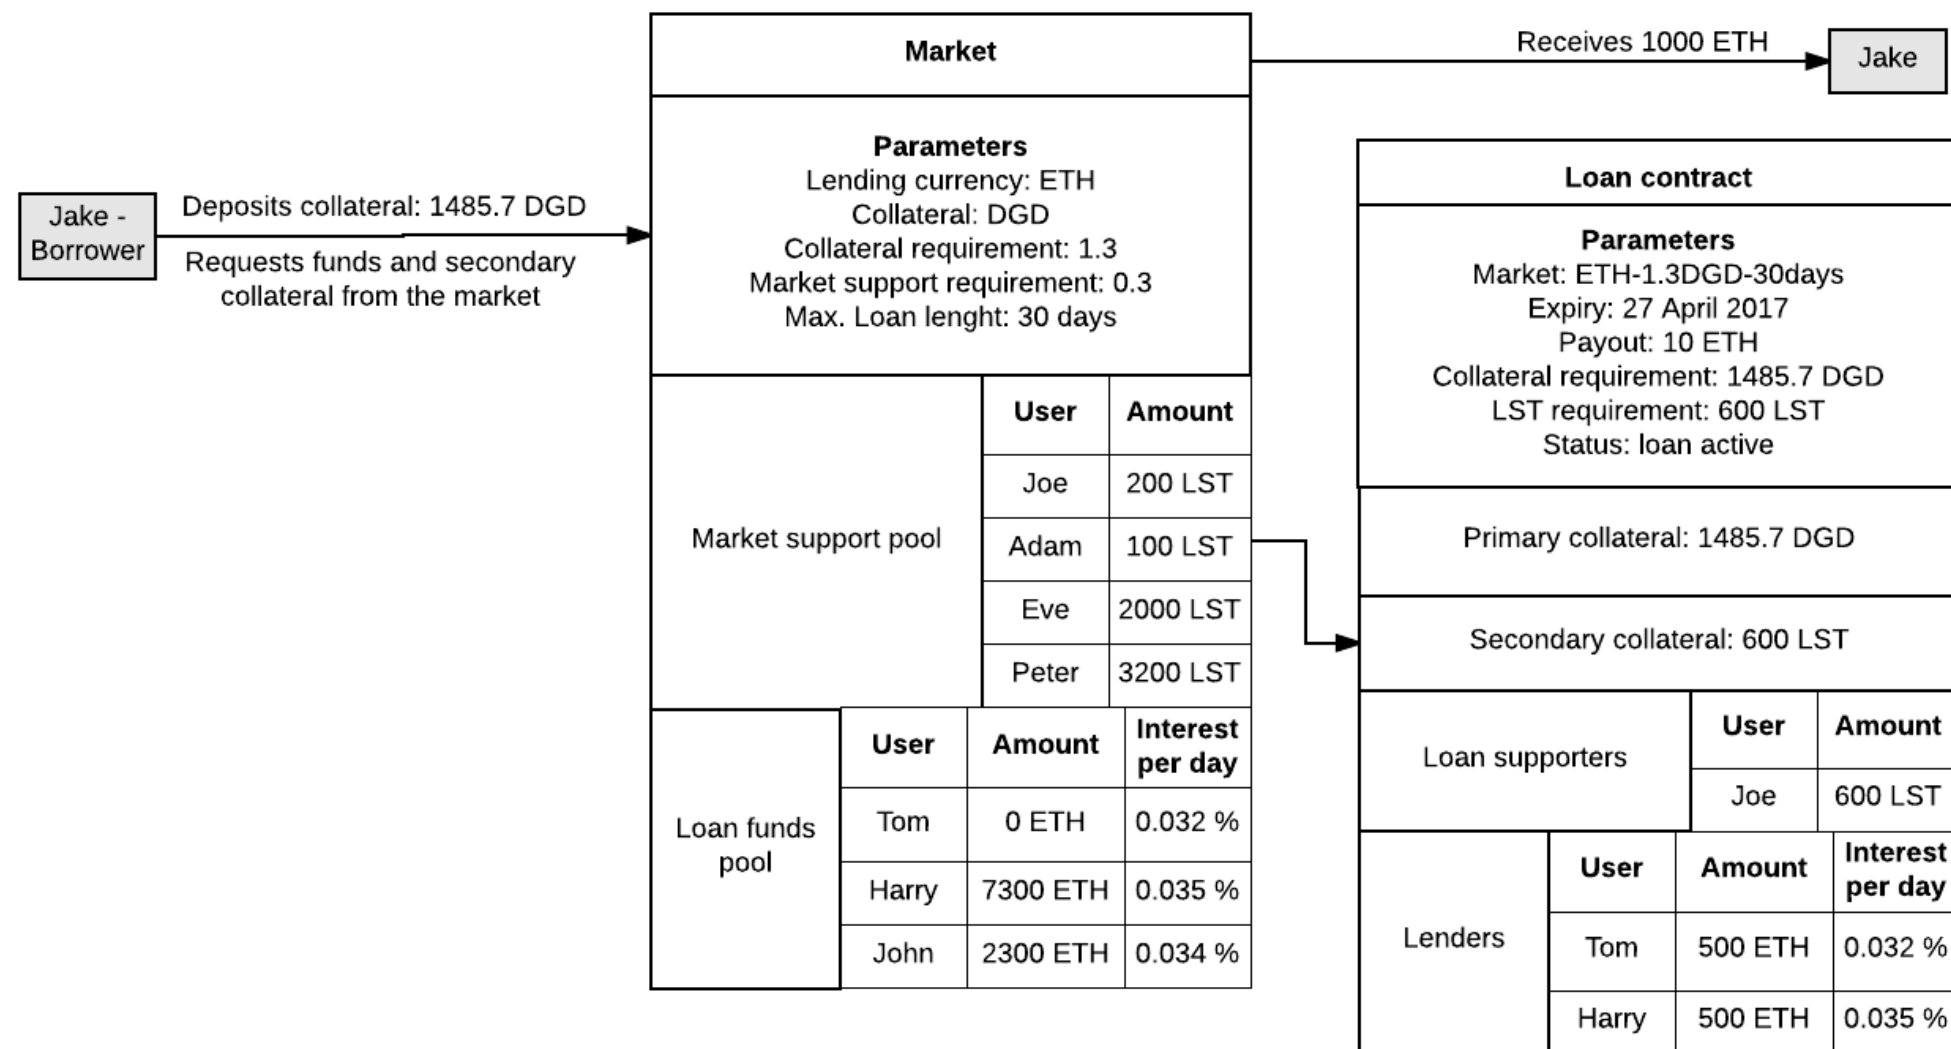 Jake -
Borrower
Deposits collateral: 1485.7 DGD
Requests funds and secondary
collateral from the market
Market
Parameters
Lending currency: ETH
Collateral: DGD
Collateral requirement: 1.3
Market support requirement: 0.3
Max. Loan lenght: 30 days
Market support pool
User Amount
Joe 200 LST
Adam 100 LST
Eve 2000 LST
Peter 3200 LST
Loan funds
pool
User Amount Interest
per day
Tom 0 ETH 0.032 %
Harry 7300 ETH 0.035 %
John 2300 ETH 0.034 %
Receives 1000 ETH
Jake
Loan contract
Parameters
Market: ETH-1.3DGD-30days
Expiry: 27 April 2017
Payout: 10 ETH
Collateral requirement: 1485.7 DGD
LST requirement: 600 LST
Status: loan active
Primary collateral: 1485.7 DGD
Secondary collateral: 600 LST
Loan supporters
User Amount
Joe 600 LST
Lenders
User Amount Interest
per day
Tom 500 ETH 0.032 %
Harry 500 ETH 0.035 %